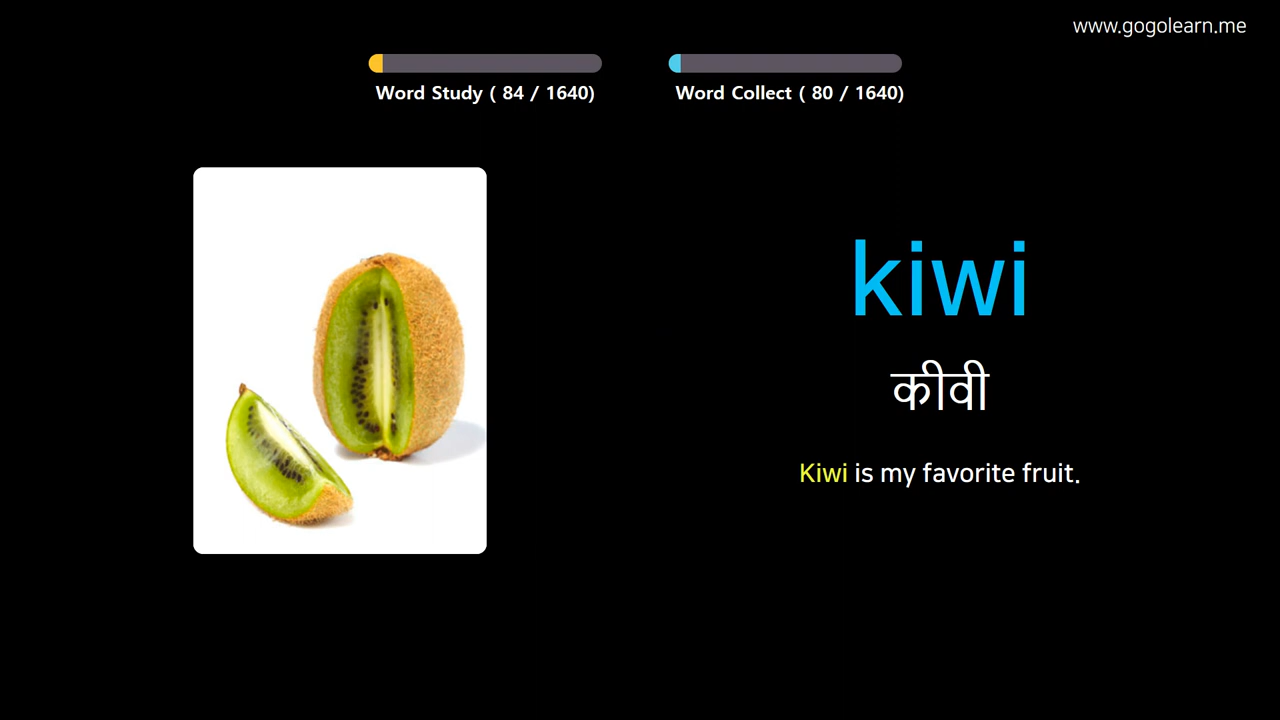 www.gogolearn.me
Word Study ( 84 / 1640)
Word Collect ( 80 / 1640)
kiwi
कीवी
Kiwi is my favorite fruit.